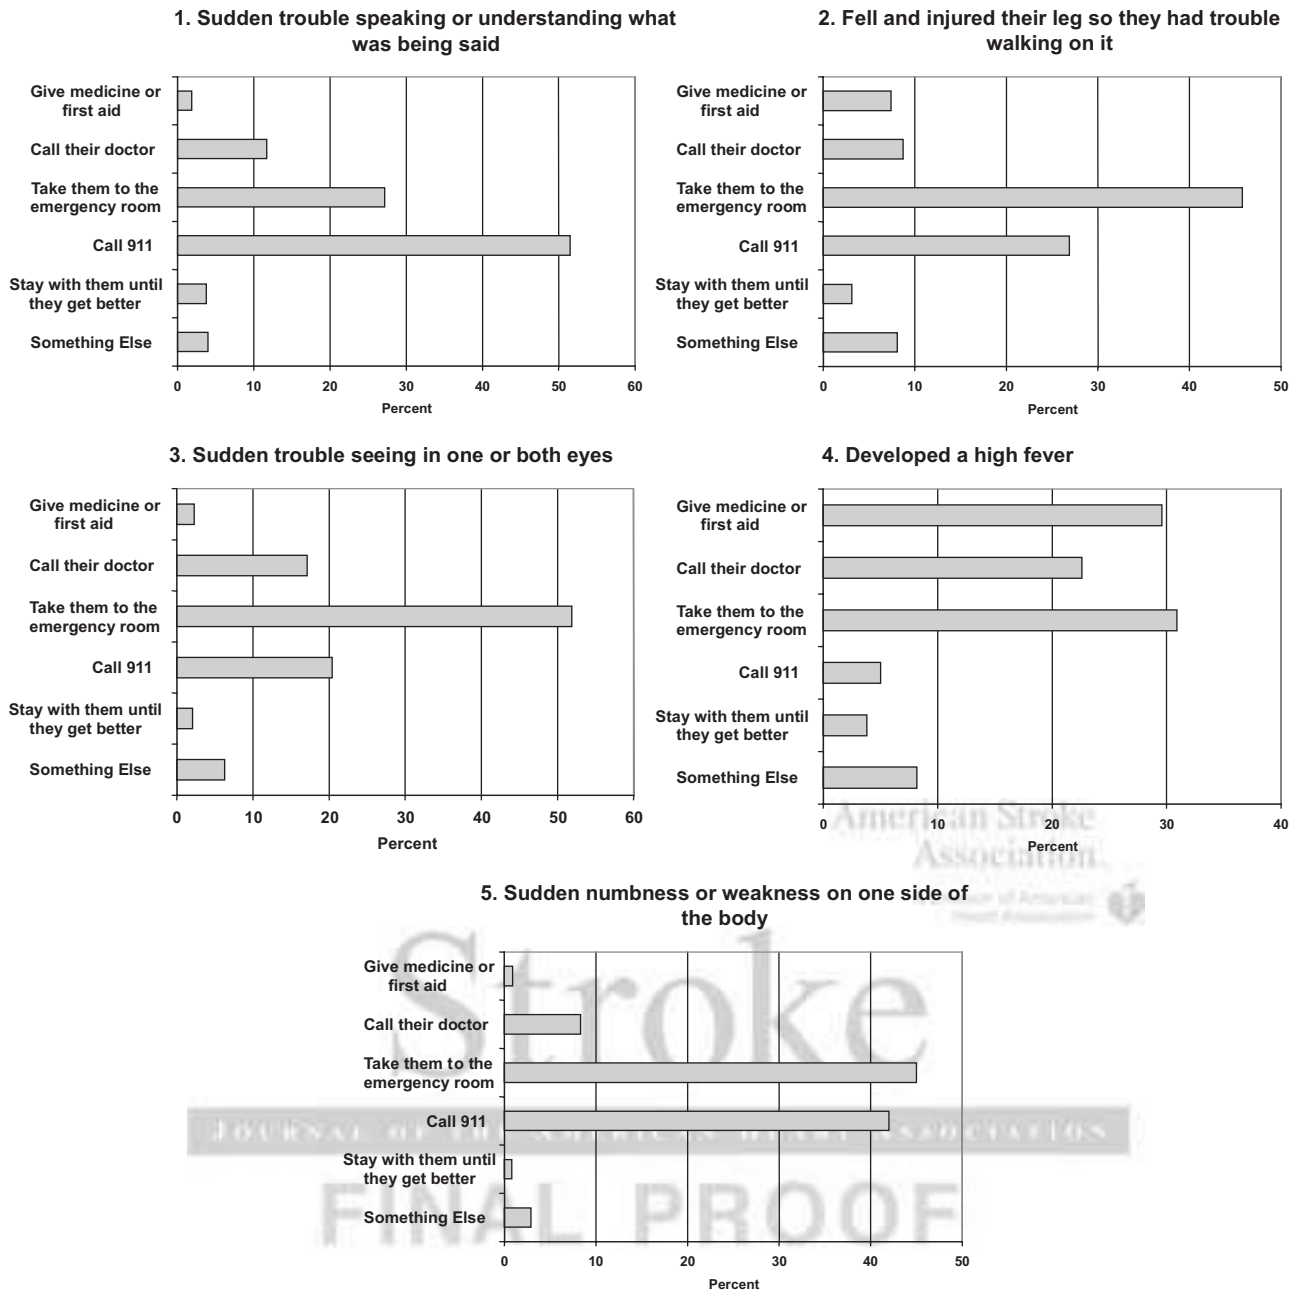 1. Sudden trouble speaking or understanding what
was being said
Give medicine or
first aid
Call their doctor
Take them to the
emergency room
Call 911
Stay with them until
they get better
Something Else
0 10 20 30 40 50 60
Percent
2. Fell and injured their leg so they had trouble
walking on it
Give medicine or
first aid
Call their doctor
Take them to the
emergency room
Call 911
Stay with them until
they get better
Something Else
0 10 20 30 40 50
Percent
3. Sudden trouble seeing in one or both eyes
Give medicine or
first aid
Call their doctor
Take them to the
emergency room
Call 911
Stay with them until
they get better
Something Else
0 10 20 30 40 50 60
Percent
4. Developed a high fever
Give medicine or
first aid
Call their doctor
Take them to the
emergency room
Call 911
Stay with them until
they get better
Something Else
0 10 20 30 40
Percent
American Stroke
Association
A Division of American
Heart Association
5. Sudden numbness or weakness on one side of
the body
Give medicine or
first aid
Call their doctor
Take them to the
emergency room
Call 911
Stay with them until
they get better
Something Else
0 10 20 30 40 50
Percent
Stroke
JOURNAL OF THE AMERICAN HEART ASSOCIATION
FINAL PROOF